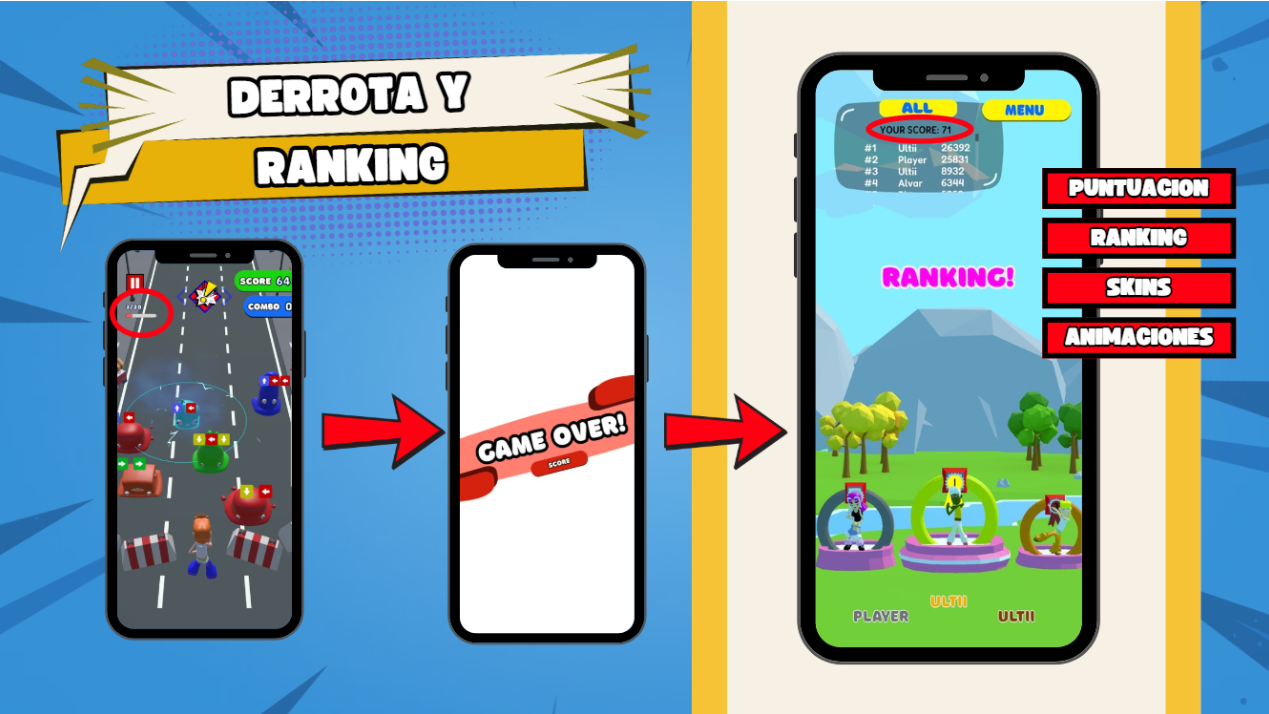 DERROTA Y
RANKING
SCORE 64
COMBO 0
GAME OVER!
SCORE
ALL
MENU
YOUR SCORE: 71
#1 Ultii 26392
#2 Player 25831
#3 Ultii 8932
#4 Alvar 6344
RANKING!
1
PLAYER
ULTII
ULTII
PUNTUACION
RANKING
SKINS
ANIMACIONES